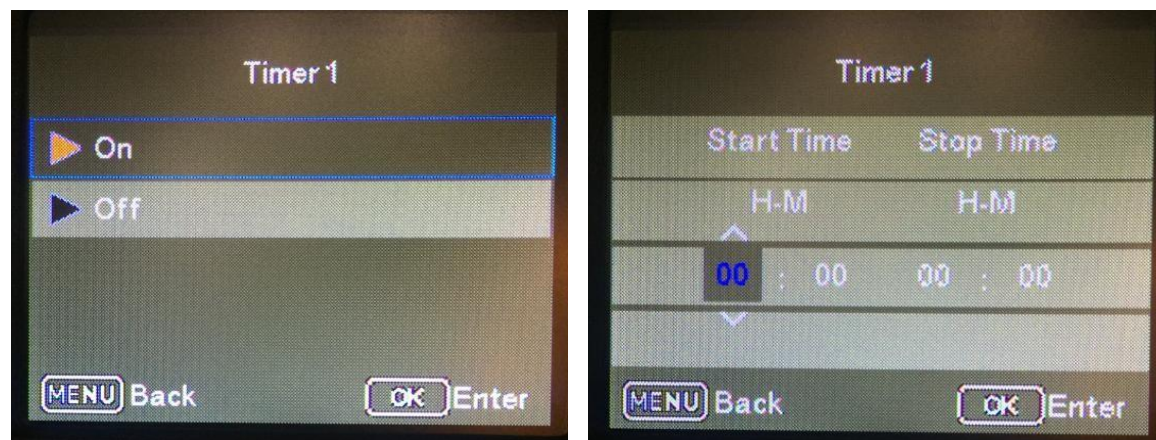 Timer 1
On
Off
MENU Back
OK Enter
Timer 1
Start Time Stop Time
H-M H-M
00 : 00 00 : 00
MENU Back
OK Enter